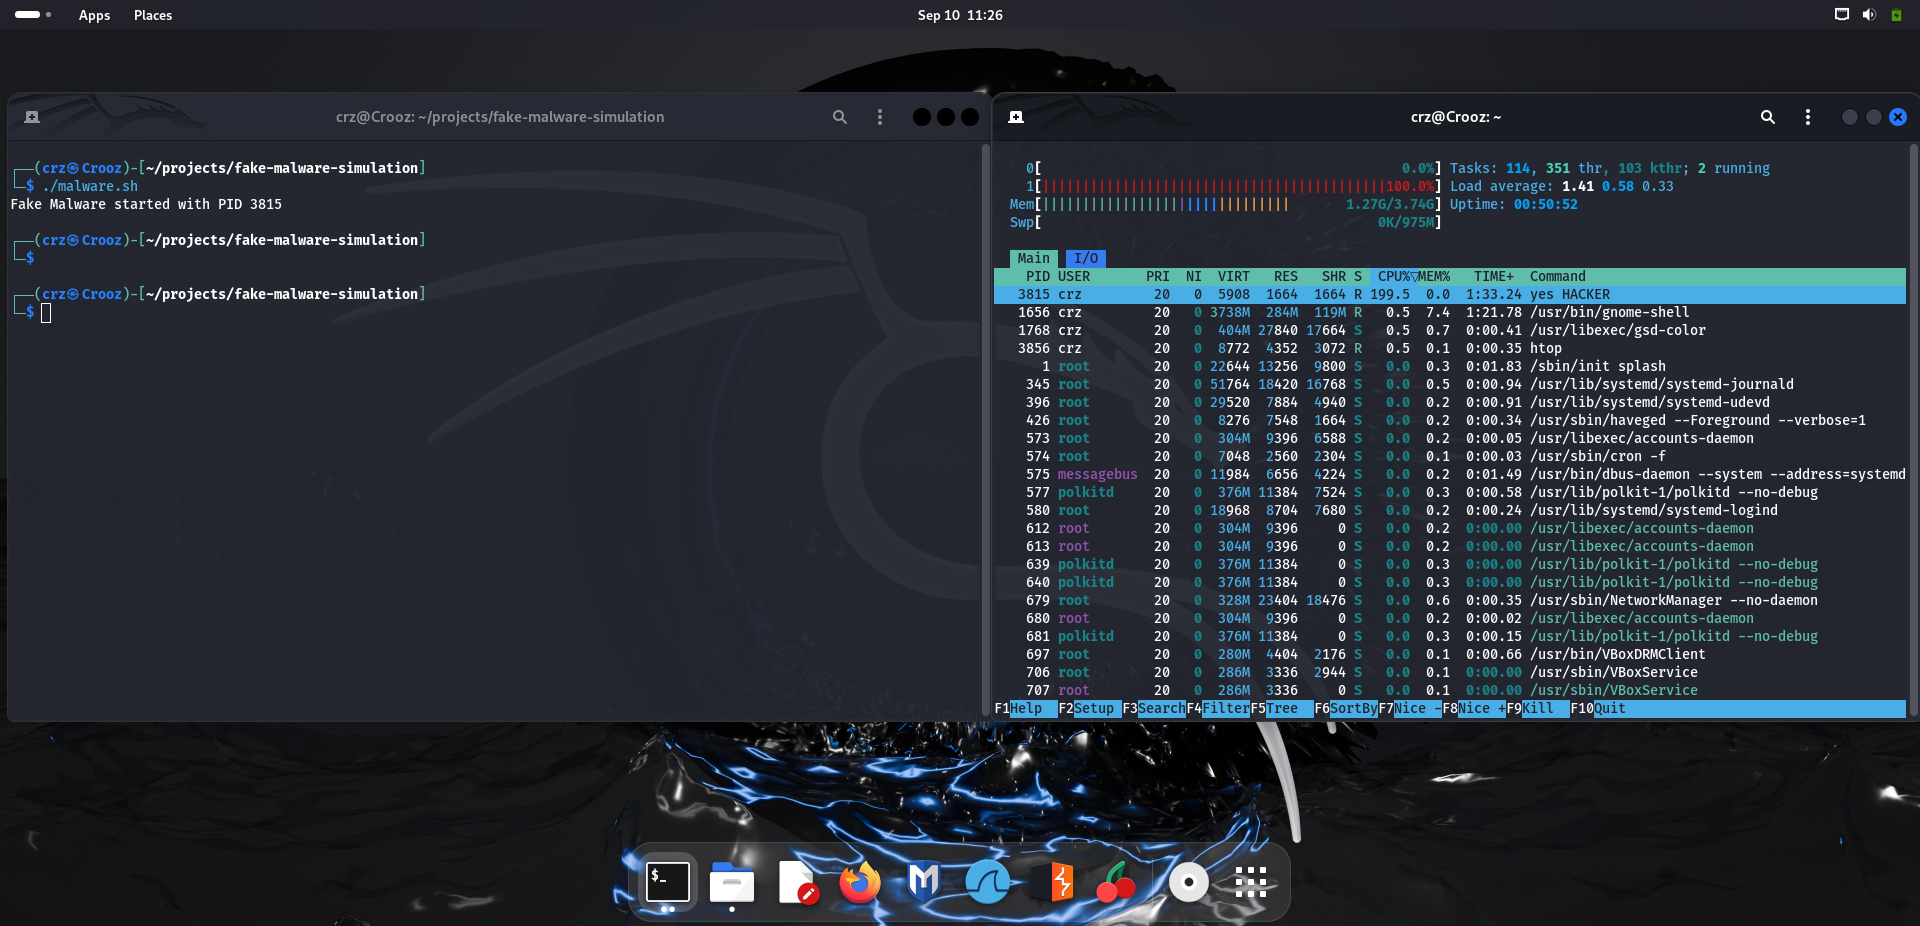 Apps Places Sep 10 11:26
crz@Crooz: ~/projects/fake-malware-simulation
┌──(crz㉿Crooz)-[~/projects/fake-malware-simulation]
└─$ ./malware.sh
Fake Malware started with PID 3815
┌──(crz㉿Crooz)-[~/projects/fake-malware-simulation]
└─$
┌──(crz㉿Crooz)-[~/projects/fake-malware-simulation]
└─$
crz@Crooz: ~
0[ 0.0%] Tasks: 114, 351 thr, 103 kthr; 2 running
1[||||||||||||||||||||||||||||||||||||||||||||100.0%] Load average: 1.41 0.58 0.33
Mem[|||||||||||||||||||||||||||||||| 1.27G/3.74G] Uptime: 00:50:52
Swp[ 0K/975M]
Main I/O
PID USER PRI NI VIRT RES SHR S CPU%▽MEM% TIME+ Command
3815 crz 20 0 5908 1664 1664 R 199.5 0.0 1:33.24 yes HACKER
1656 crz 20 0 3738M 284M 119M R 0.5 7.4 1:21.78 /usr/bin/gnome-shell
1768 crz 20 0 404M 27840 17664 S 0.5 0.7 0:00.41 /usr/libexec/gsd-color
3856 crz 20 0 8772 4352 3072 R 0.5 0.1 0:00.35 htop
1 root 20 0 22644 13256 9800 S 0.0 0.3 0:01.83 /sbin/init splash
345 root 20 0 51764 18420 16768 S 0.0 0.5 0:00.94 /usr/lib/systemd/systemd-journald
396 root 20 0 29520 7884 4940 S 0.0 0.2 0:00.91 /usr/lib/systemd/systemd-udevd
426 root 20 0 8276 7548 1664 S 0.0 0.2 0:00.34 /usr/sbin/haveged --Foreground --verbose=1
573 root 20 0 304M 9396 6588 S 0.0 0.2 0:00.05 /usr/libexec/accounts-daemon
574 root 20 0 7048 2560 2304 S 0.0 0.1 0:00.03 /usr/sbin/cron -f
575 messagebus 20 0 11984 6656 4224 S 0.0 0.2 0:01.49 /usr/bin/dbus-daemon --system --address=systemd
577 polkitd 20 0 376M 11384 7524 S 0.0 0.3 0:00.58 /usr/lib/polkit-1/polkitd --no-debug
580 root 20 0 18968 8704 7680 S 0.0 0.2 0:00.24 /usr/lib/systemd/systemd-logind
612 root 20 0 304M 9396 0 S 0.0 0.2 0:00.00 /usr/libexec/accounts-daemon
613 root 20 0 304M 9396 0 S 0.0 0.2 0:00.00 /usr/libexec/accounts-daemon
639 polkitd 20 0 376M 11384 0 S 0.0 0.3 0:00.00 /usr/lib/polkit-1/polkitd --no-debug
640 polkitd 20 0 376M 11384 0 S 0.0 0.3 0:00.00 /usr/lib/polkit-1/polkitd --no-debug
679 root 20 0 328M 23404 18476 S 0.0 0.6 0:00.35 /usr/sbin/NetworkManager --no-daemon
680 root 20 0 304M 9396 0 S 0.0 0.2 0:00.02 /usr/libexec/accounts-daemon
681 polkitd 20 0 376M 11384 0 S 0.0 0.3 0:00.15 /usr/lib/polkit-1/polkitd --no-debug
697 root 20 0 280M 4404 2176 S 0.0 0.1 0:00.66 /usr/bin/VBoxDRMClient
706 root 20 0 286M 3336 2944 S 0.0 0.1 0:00.00 /usr/sbin/VBoxService
707 root 20 0 286M 3336 0 S 0.0 0.1 0:00.00 /usr/sbin/VBoxService
F1Help F2Setup F3SearchF4FilterF5Tree F6SortByF7Nice -F8Nice +F9Kill F10Quit
$_
M